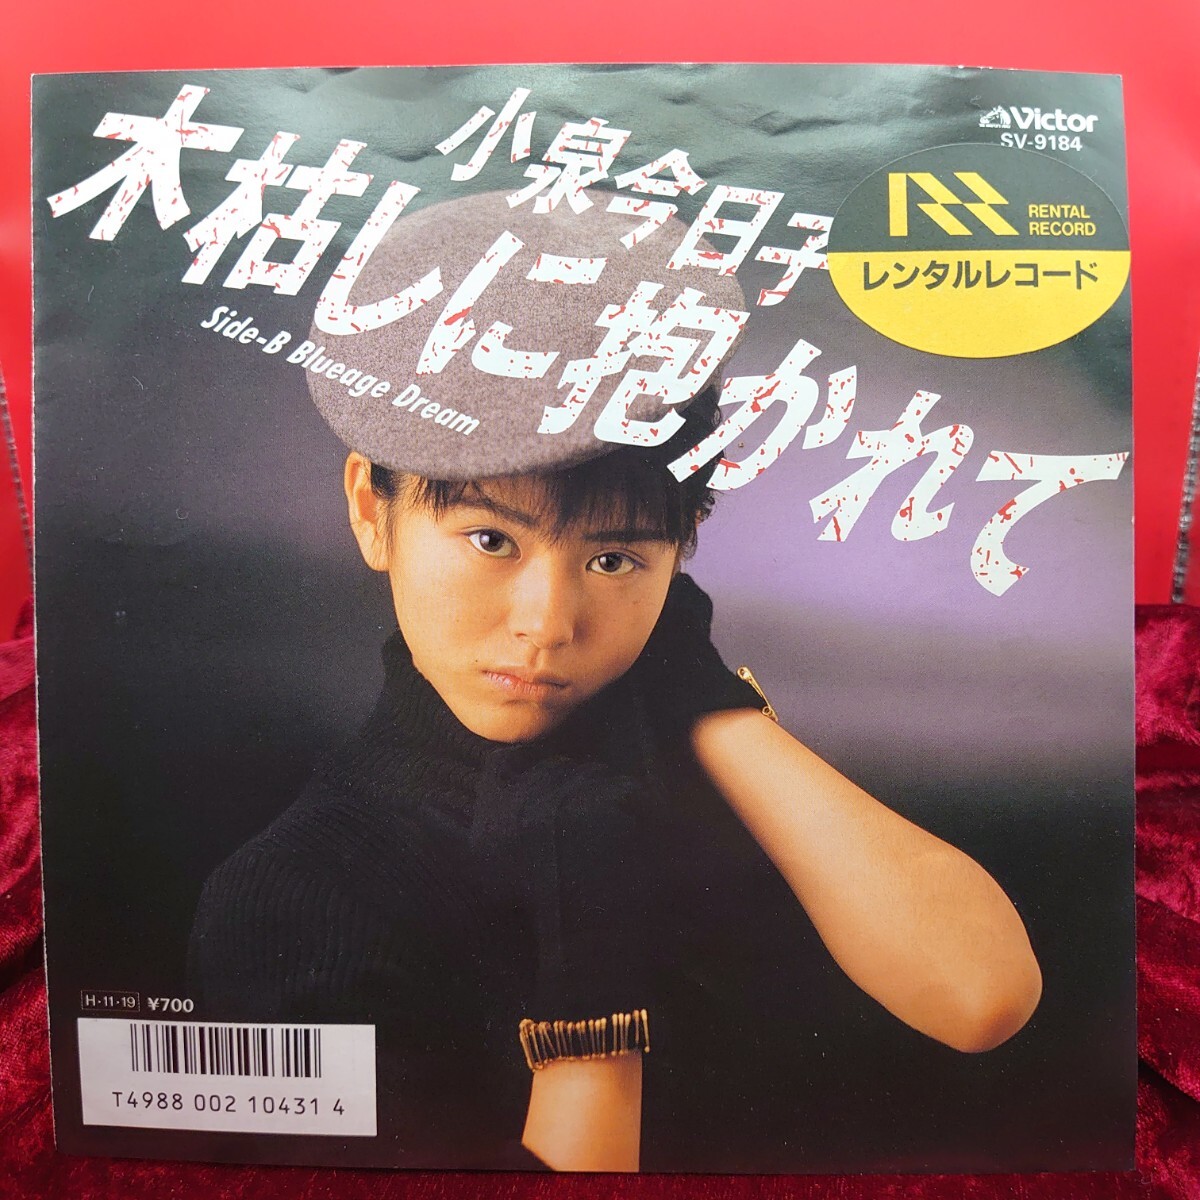 小泉今日子
木枯しに抱かれて
Side-B Blueage Dream
Victor
SV-9184
RENTAL
RECORD
レンタルレコード
H·11·19 ¥700
T4988 002 10431 4